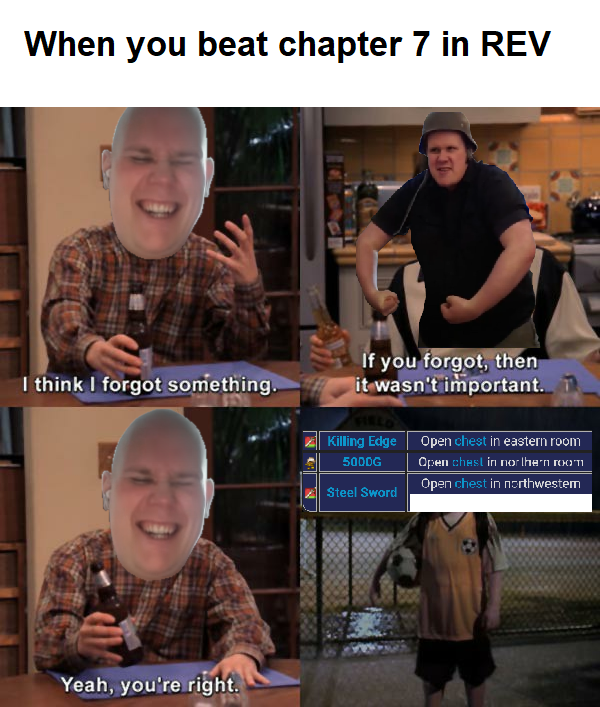 When you beat chapter 7 in REV
I think I forgot something.
If you forgot, then
it wasn't important.
FIELD
Killing Edge Open chest in eastern room
5000G Open chest in northern room
Steel Sword Open chest in northwestern
Yeah, you're right.